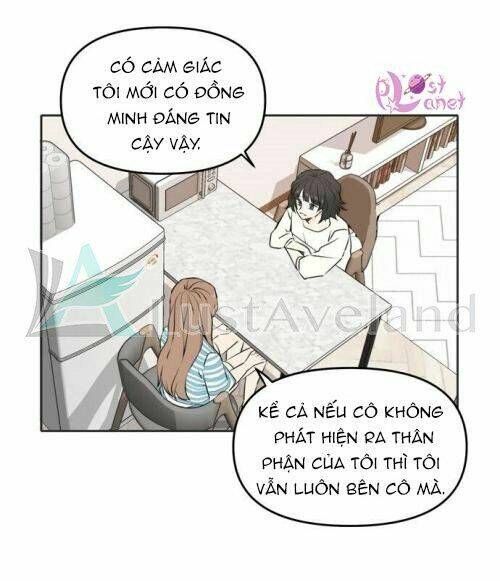 CÓ CẢM GIÁC
TÔI MỚI CÓ ĐỒNG
MINH ĐÁNG TIN
CẬY VẬY.
Lost
Planet
LustAveland
KỂ CẢ NẾU CÔ KHÔNG
PHÁT HIỆN RA THÂN
PHẬN CỦA TÔI THÌ TÔI
VẪN LUÔN BÊN CÔ MÀ.